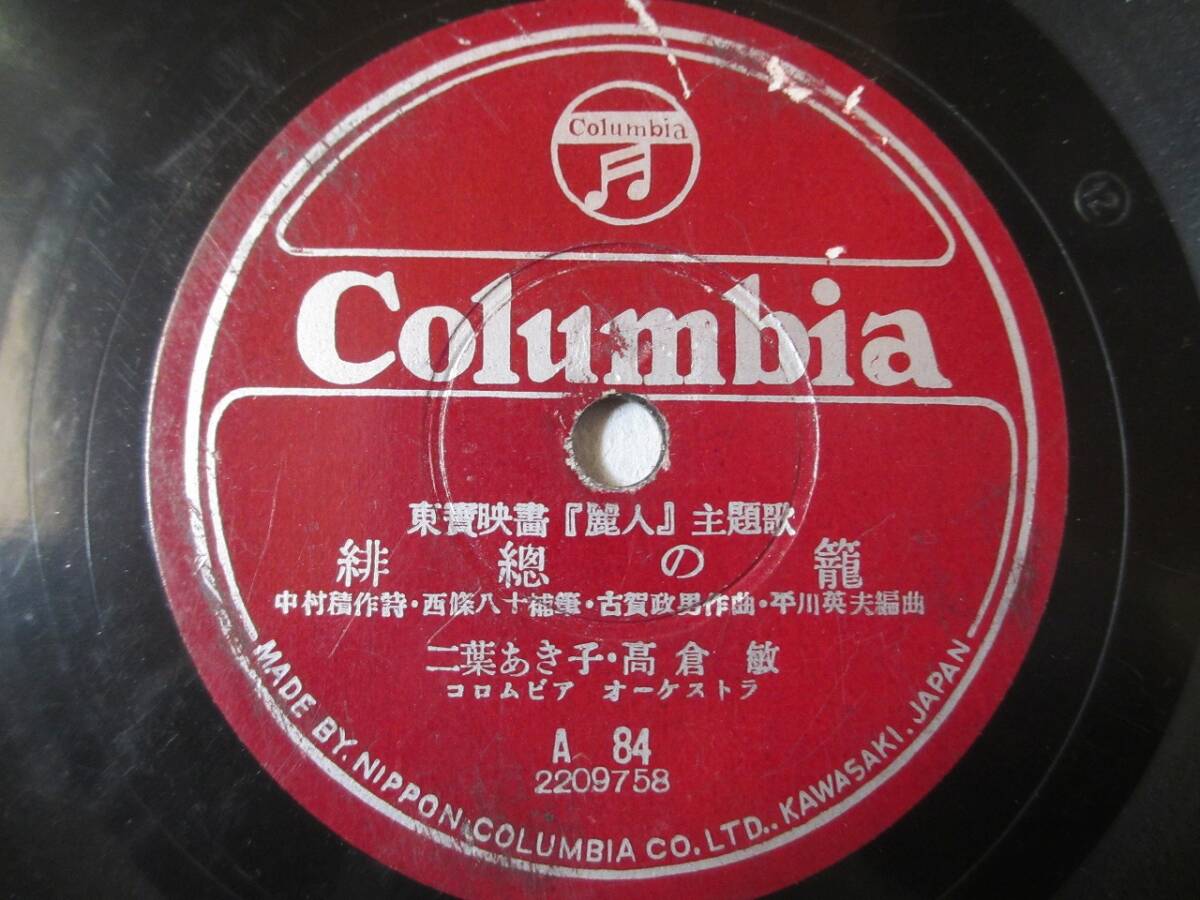 Columbia
Columbia
東寶映畫『麗人』主題歌
緋總の籠
中村積作詩・西條八十補筆・古賀政男作曲・平川英夫編曲
二葉あき子・高倉敏
コロムビア オーケストラ
A 84
2209758
MADE BY. NIPPON COLUMBIA CO. LTD., KAWASAKI. JAPAN
12